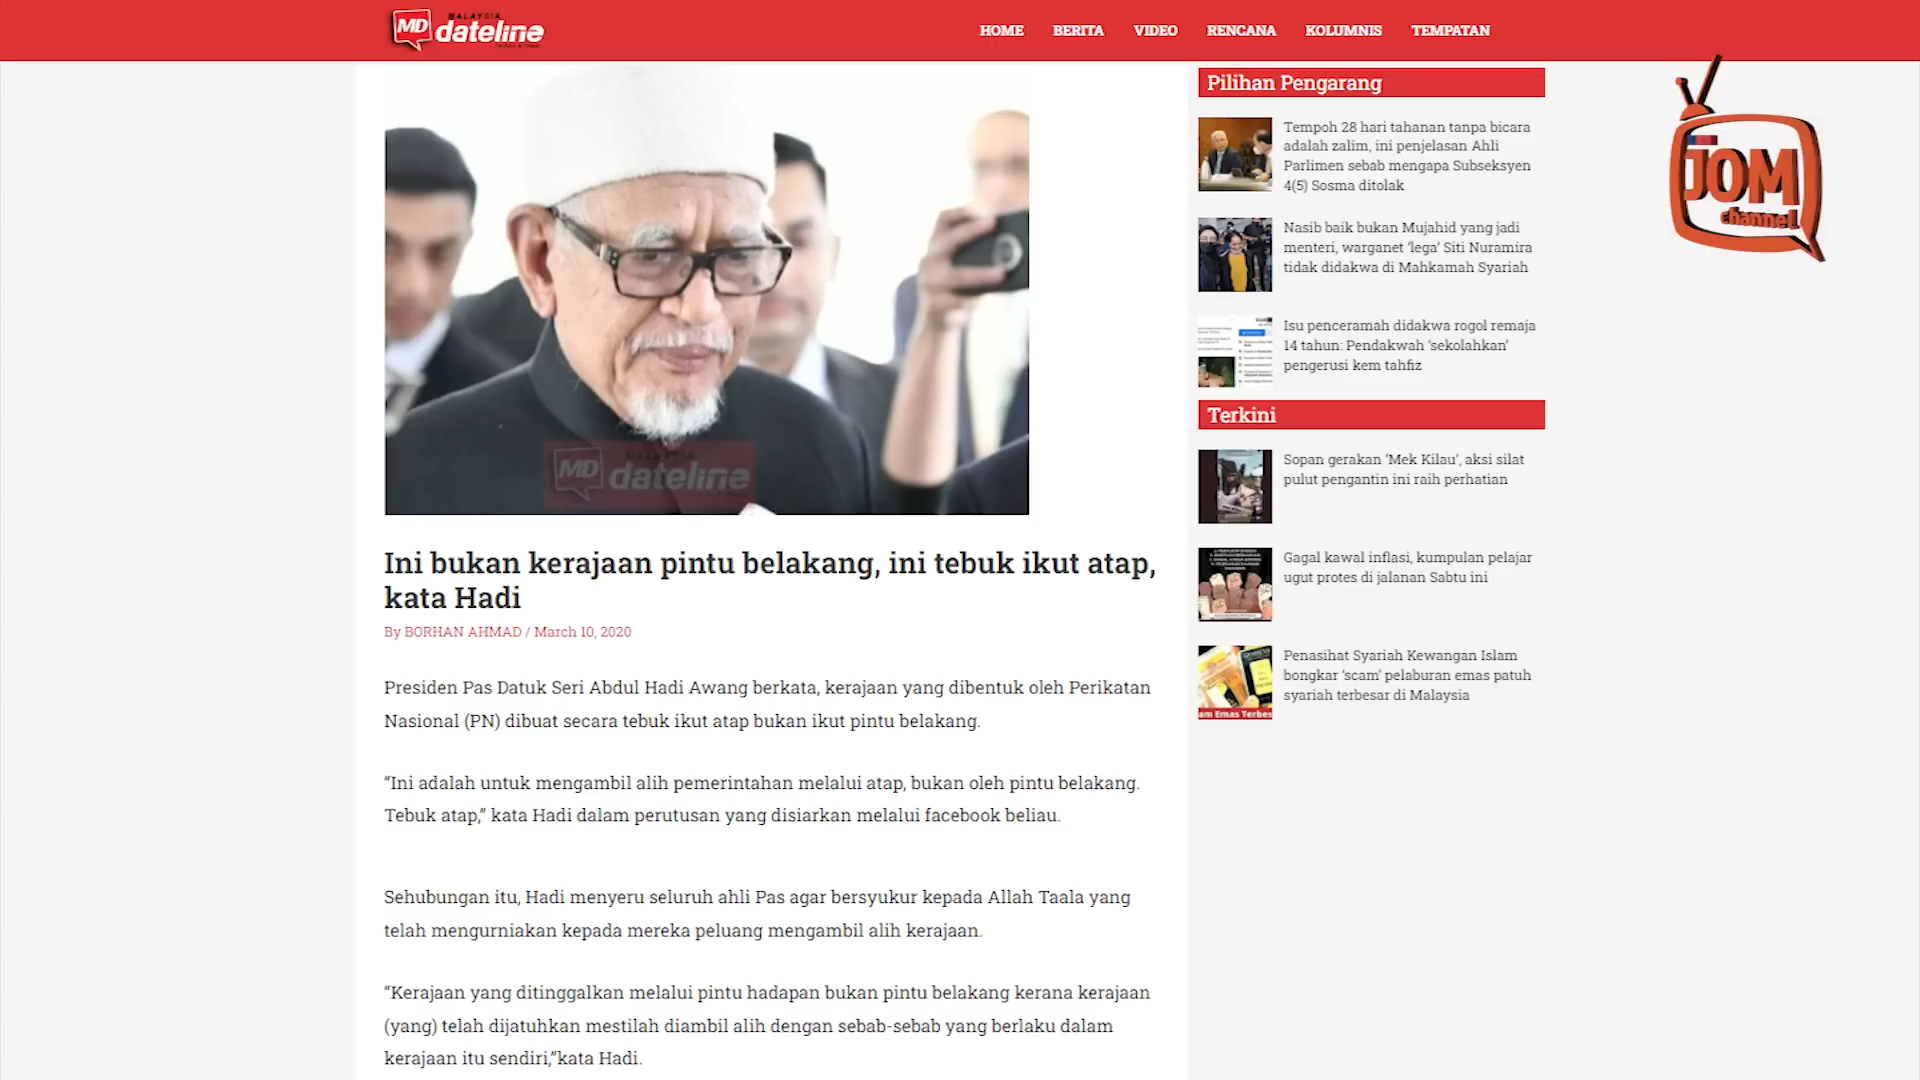 MALAYSIA
MD dateline
HOME
BERITA
VIDEO
RENCANA
KOLUMNIS
TEMPATAN
JOM
channel
MALAYSIA
MD dateline
Ini bukan kerajaan pintu belakang, ini tebuk ikut atap,
kata Hadi
By BORHAN AHMAD / March 10, 2020
Presiden Pas Datuk Seri Abdul Hadi Awang berkata, kerajaan yang dibentuk oleh Perikatan
Nasional (PN) dibuat secara tebuk ikut atap bukan ikut pintu belakang.
“Ini adalah untuk mengambil alih pemerintahan melalui atap, bukan oleh pintu belakang.
Tebuk atap,” kata Hadi dalam perutusan yang disiarkan melalui facebook beliau.
Sehubungan itu, Hadi menyeru seluruh ahli Pas agar bersyukur kepada Allah Taala yang
telah mengurniakan kepada mereka peluang mengambil alih kerajaan.
“Kerajaan yang ditinggalkan melalui pintu hadapan bukan pintu belakang kerana kerajaan
(yang) telah dijatuhkan mestilah diambil alih dengan sebab-sebab yang berlaku dalam
kerajaan itu sendiri,”kata Hadi.
Pilihan Pengarang
Tempoh 28 hari tahanan tanpa bicara
adalah zalim, ini penjelasan Ahli
Parlimen sebab mengapa Subseksyen
4(5) Sosma ditolak
Nasib baik bukan Mujahid yang jadi
menteri, warganet ‘lega’ Siti Nuramira
tidak didakwa di Mahkamah Syariah
Isu penceramah didakwa rogol remaja
14 tahun: Pendakwah ‘sekolahkan’
pengerusi kem tahfiz
Terkini
Sopan gerakan ‘Mek Kilau’, aksi silat
pulut pengantin ini raih perhatian
Gagal kawal inflasi, kumpulan pelajar
ugut protes di jalanan Sabtu ini
Penasihat Syariah Kewangan Islam
bongkar ‘scam’ pelaburan emas patuh
syariah terbesar di Malaysia
am Emas Terbes